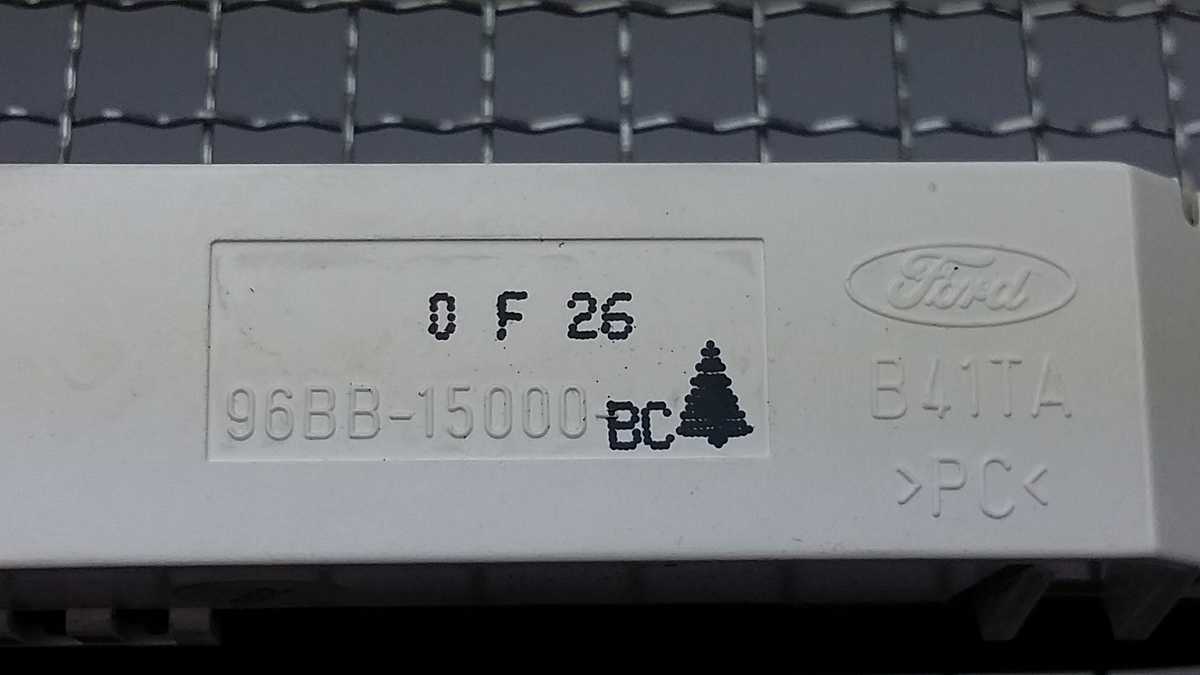 0 F 26
96BB-15000-BC
Ford
B41TA
>PC<